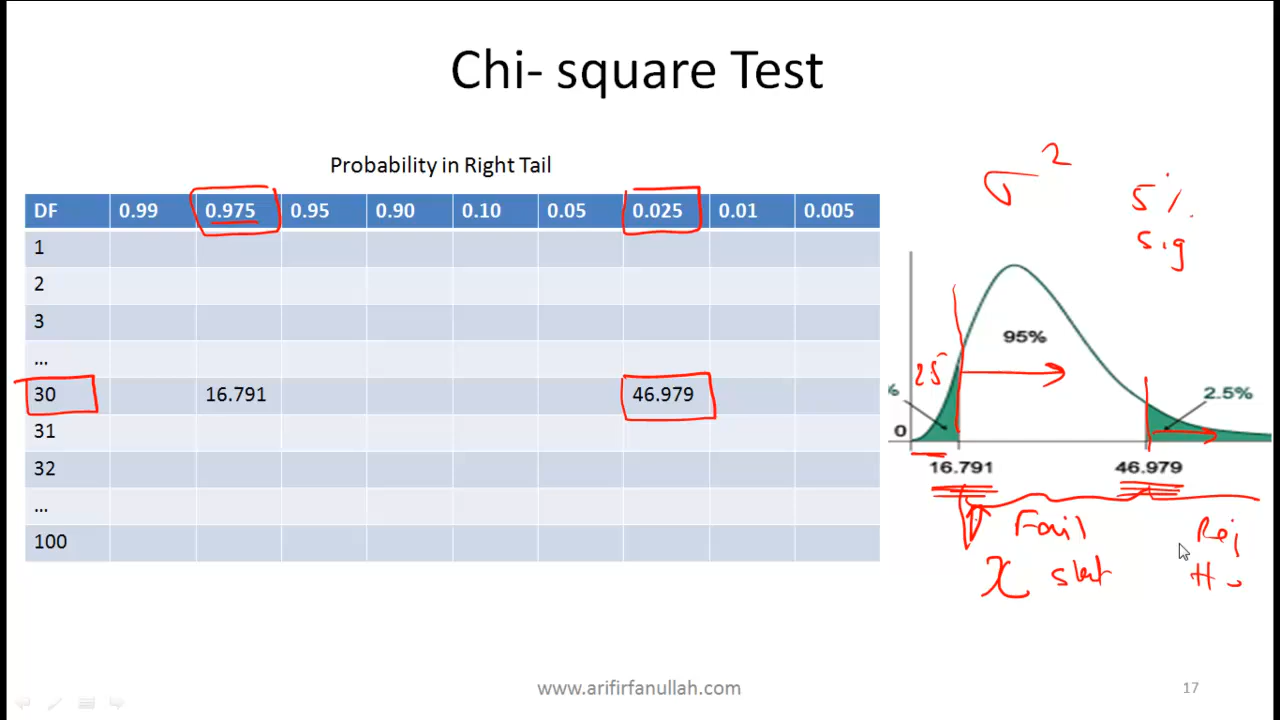 Chi- square Test
Probability in Right Tail
DF 0.99 0.975 0.95 0.90 0.10 0.05 0.025 0.01 0.005
1
2
3
...
30 16.791 46.979
31
32
...
100
σ 2
5 %
sig
95%
25
%
2.5%
0
16.791 46.979
Fail
Rej
X stat
H
www.arifirfanullah.com
17